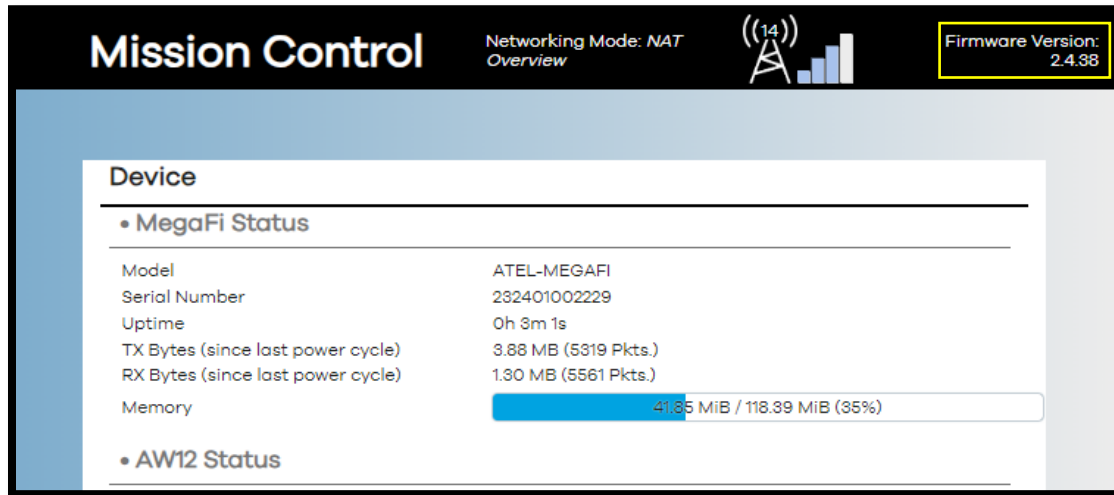 Mission Control
Networking Mode: NAT
Overview
((14))
Firmware Version:
2.4.38
Device
• MegaFi Status
Model ATEL-MEGAFI
Serial Number 232401002229
Uptime 0h 3m 1s
TX Bytes (since last power cycle) 3.88 MB (5319 Pkts.)
RX Bytes (since last power cycle) 1.30 MB (5561 Pkts.)
Memory 41.85 MiB / 118.39 MiB (35%)
• AW12 Status